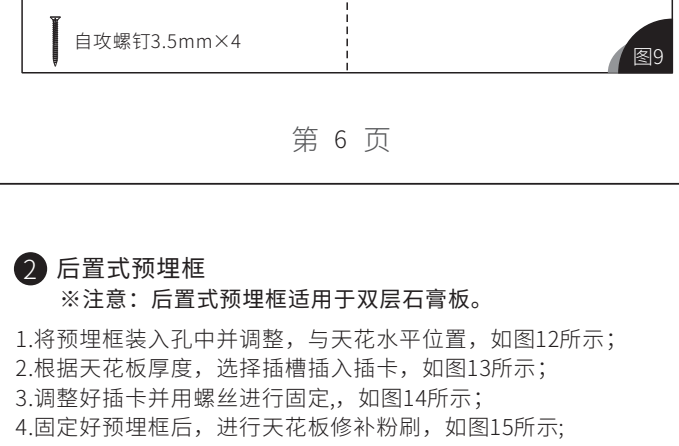 自攻螺钉3.5mm×4
图9
第 6 页
2 后置式预埋框
※注意：后置式预埋框适用于双层石膏板。
1.将预埋框装入孔中并调整，与天花水平位置，如图12所示；
2.根据天花板厚度，选择插槽插入插卡，如图13所示；
3.调整好插卡并用螺丝进行固定,，如图14所示；
4.固定好预埋框后，进行天花板修补粉刷，如图15所示;